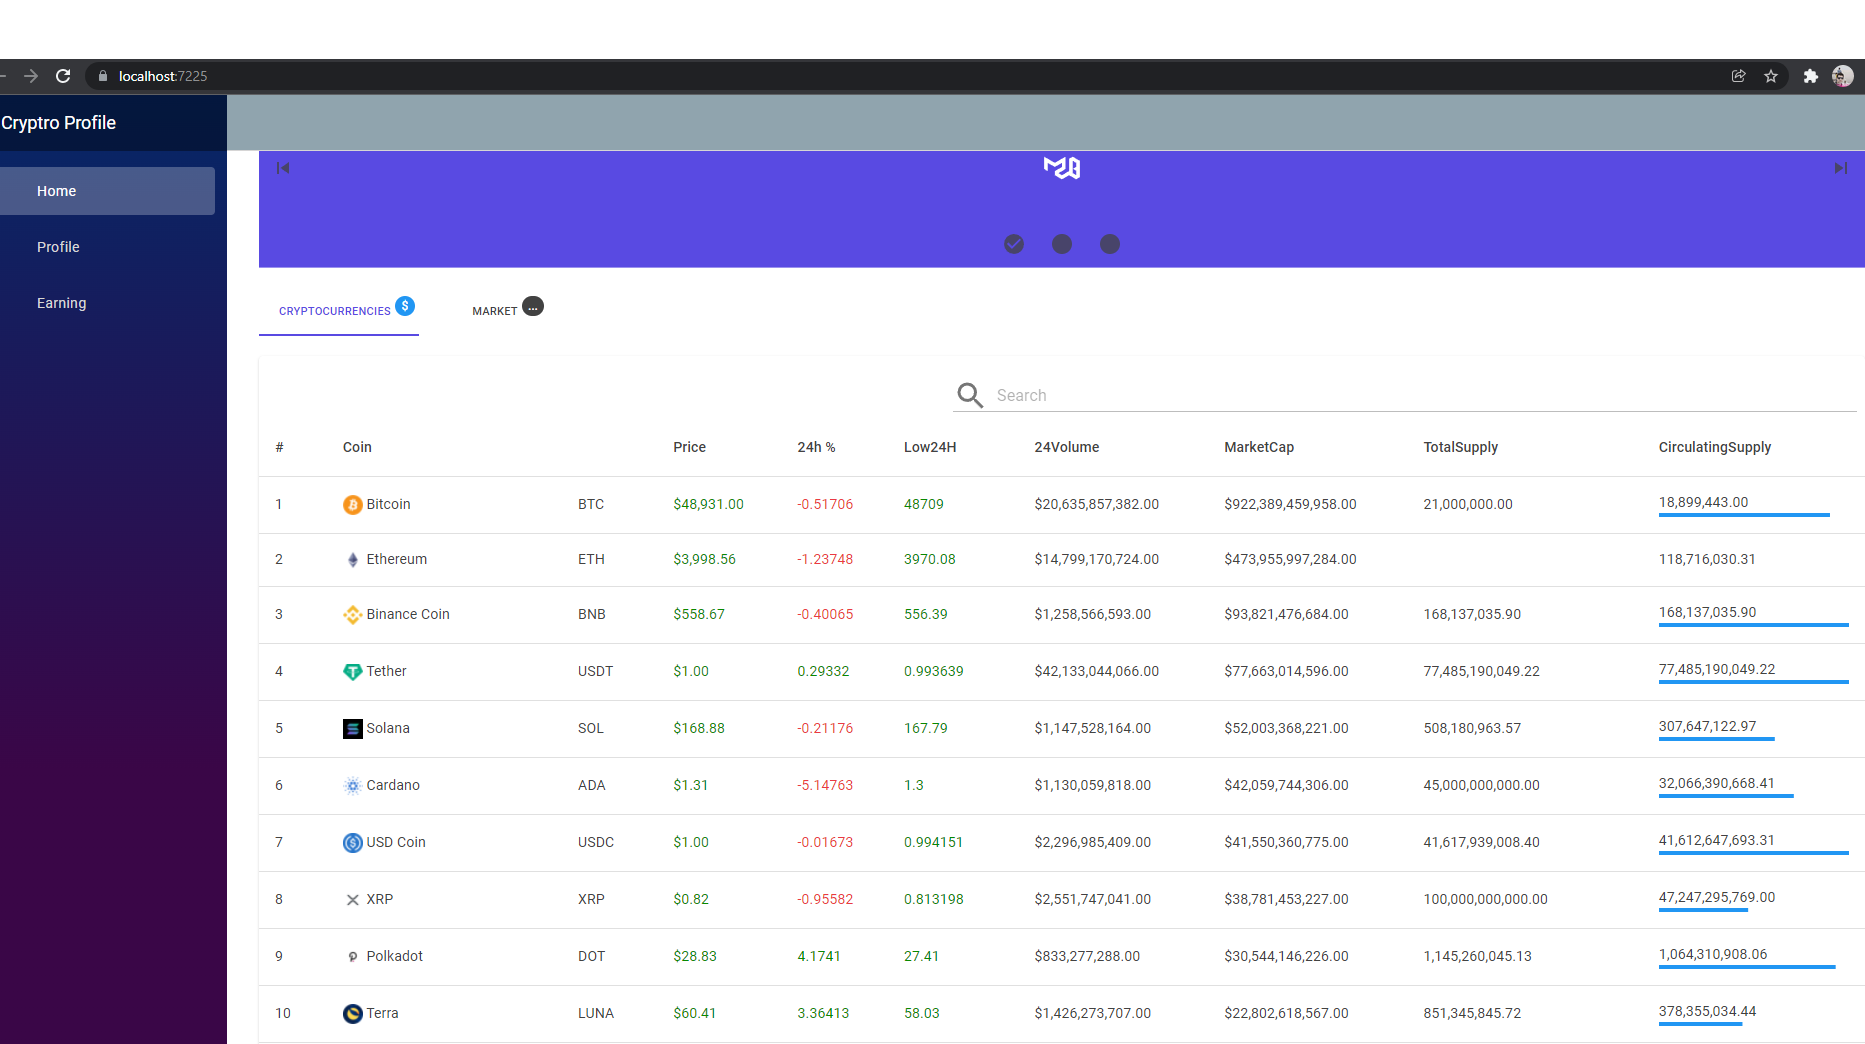 localhost:7225
Cryptro Profile
Home
Profile
Earning
CRYPTOCURRENCIES $ MARKET ...
Search
# Coin Price 24h % Low24H 24Volume MarketCap TotalSupply CirculatingSupply
1 Bitcoin BTC $48,931.00 -0.51706 48709 $20,635,857,382.00 $922,389,459,958.00 21,000,000.00 18,899,443.00
2 Ethereum ETH $3,998.56 -1.23748 3970.08 $14,799,170,724.00 $473,955,997,284.00 118,716,030.31
3 Binance Coin BNB $558.67 -0.40065 556.39 $1,258,566,593.00 $93,821,476,684.00 168,137,035.90 168,137,035.90
4 Tether USDT $1.00 0.29332 0.993639 $42,133,044,066.00 $77,663,014,596.00 77,485,190,049.22 77,485,190,049.22
5 Solana SOL $168.88 -0.21176 167.79 $1,147,528,164.00 $52,003,368,221.00 508,180,963.57 307,647,122.97
6 Cardano ADA $1.31 -5.14763 1.3 $1,130,059,818.00 $42,059,744,306.00 45,000,000,000.00 32,066,390,668.41
7 USD Coin USDC $1.00 -0.01673 0.994151 $2,296,985,409.00 $41,550,360,775.00 41,617,939,008.40 41,612,647,693.31
8 XRP XRP $0.82 -0.95582 0.813198 $2,551,747,041.00 $38,781,453,227.00 100,000,000,000.00 47,247,295,769.00
9 Polkadot DOT $28.83 4.1741 27.41 $833,277,288.00 $30,544,146,226.00 1,145,260,045.13 1,064,310,908.06
10 Terra LUNA $60.41 3.36413 58.03 $1,426,273,707.00 $22,802,618,567.00 851,345,845.72 378,355,034.44